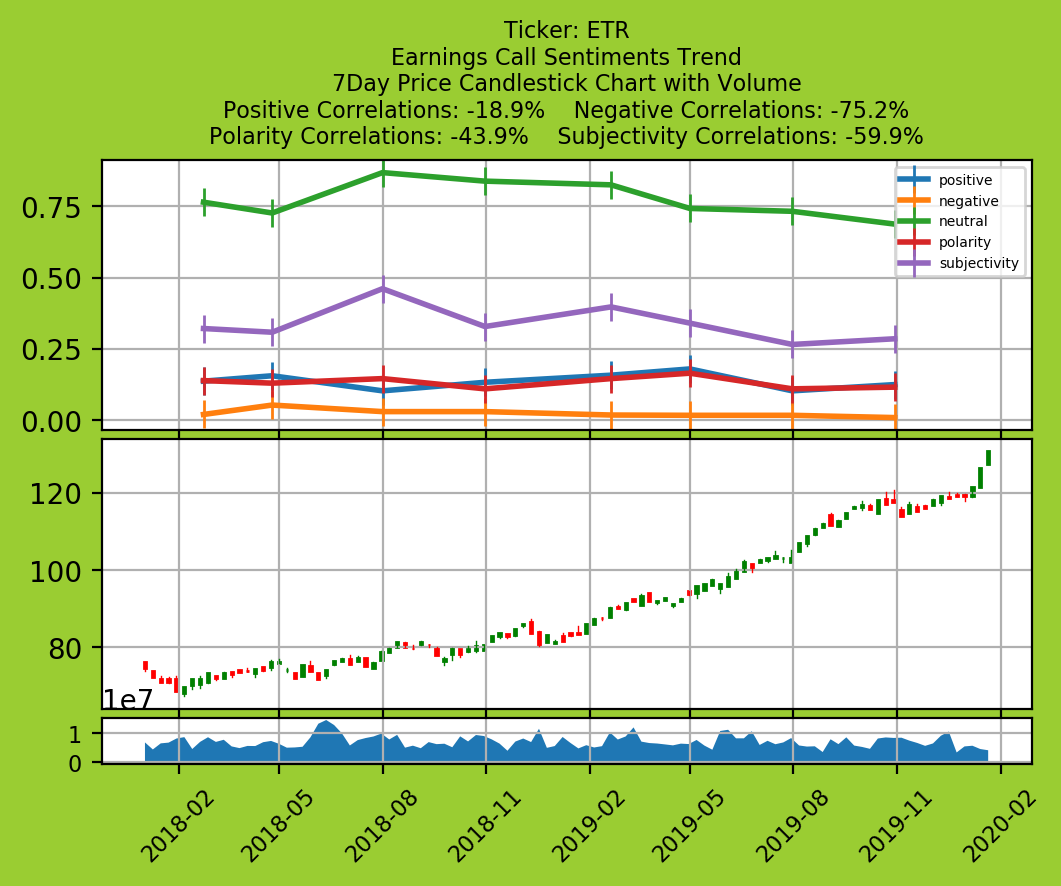 Ticker: ETR
Earnings Call Sentiments Trend
7Day Price Candlestick Chart with Volume
Positive Correlations: -18.9%    Negative Correlations: -75.2%
Polarity Correlations: -43.9%    Subjectivity Correlations: -59.9%
positive
negative
neutral
polarity
subjectivity
0.75
0.50
0.25
0.00
120
100
80
1e7
1
0
2018-02
2018-05
2018-08
2018-11
2019-02
2019-05
2019-08
2019-11
2020-02